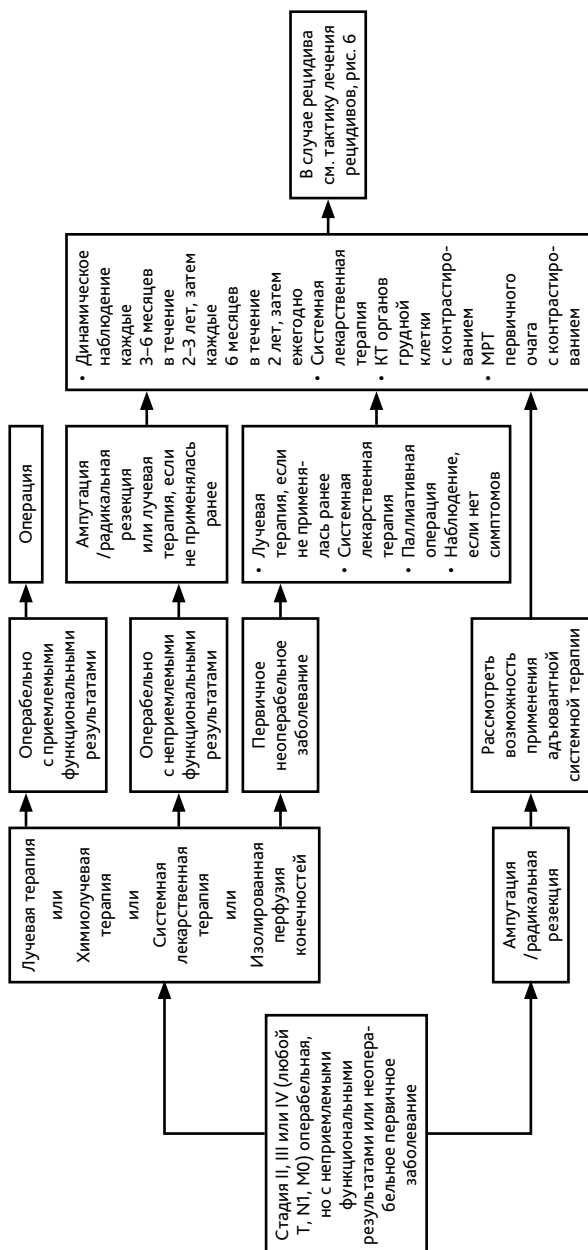 Стадия II, III или IV (любой
T, N1, M0) операбельная,
но с неприемлемыми
функциональными
результатами или неопера-
бельное первичное
заболевание
Лучевая терапия
или
Химиолучевая
терапия
или
Системная
лекарственная
терапия
или
Изолированная
перфузия
конечностей
Операбельно
с приемлемыми
функциональными
результатами
Операция
Операбельно
с неприемлемыми
функциональными
результатами
Ампутация
/радикальная
резекция
или лучевая
терапия, если
не применялась
ранее
Первичное
неоперабельное
заболевание
• Лучевая
терапия, если
не применя-
лась ранее
• Системная
лекарственная
терапия
• Паллиативная
операция
• Наблюдение,
если нет
симптомов
Ампутация
/радикальная
резекция
Рассмотреть
возможность
применения
адъювантной
системной терапии
• Динамическое
наблюдение
каждые
3–6 месяцев
в течение
2–3 лет, затем
каждые
6 месяцев
в течение
2 лет, затем
ежегодно
• Системная
лекарственная
терапия
• КТ органов
грудной
клетки
с контрастиро-
ванием
• МРТ
первичного
очага
с контрастиро-
ванием
В случае рецидива
см. тактику лечения
рецидивов, рис. 6